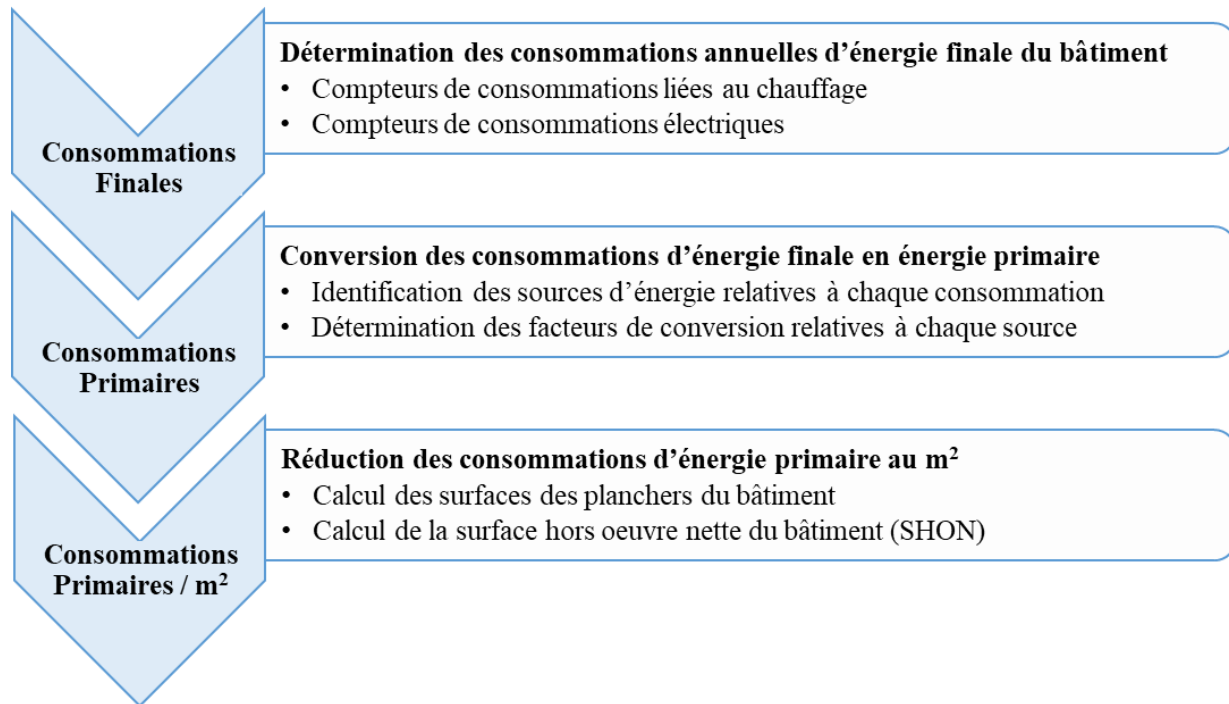 Consommations
Finales
Détermination des consommations annuelles d’énergie finale du bâtiment
• Compteurs de consommations liées au chauffage
• Compteurs de consommations électriques
Consommations
Primaires
Conversion des consommations d’énergie finale en énergie primaire
• Identification des sources d’énergie relatives à chaque consommation
• Détermination des facteurs de conversion relatives à chaque source
Consommations
Primaires / m²
Réduction des consommations d’énergie primaire au m²
• Calcul des surfaces des planchers du bâtiment
• Calcul de la surface hors oeuvre nette du bâtiment (SHON)